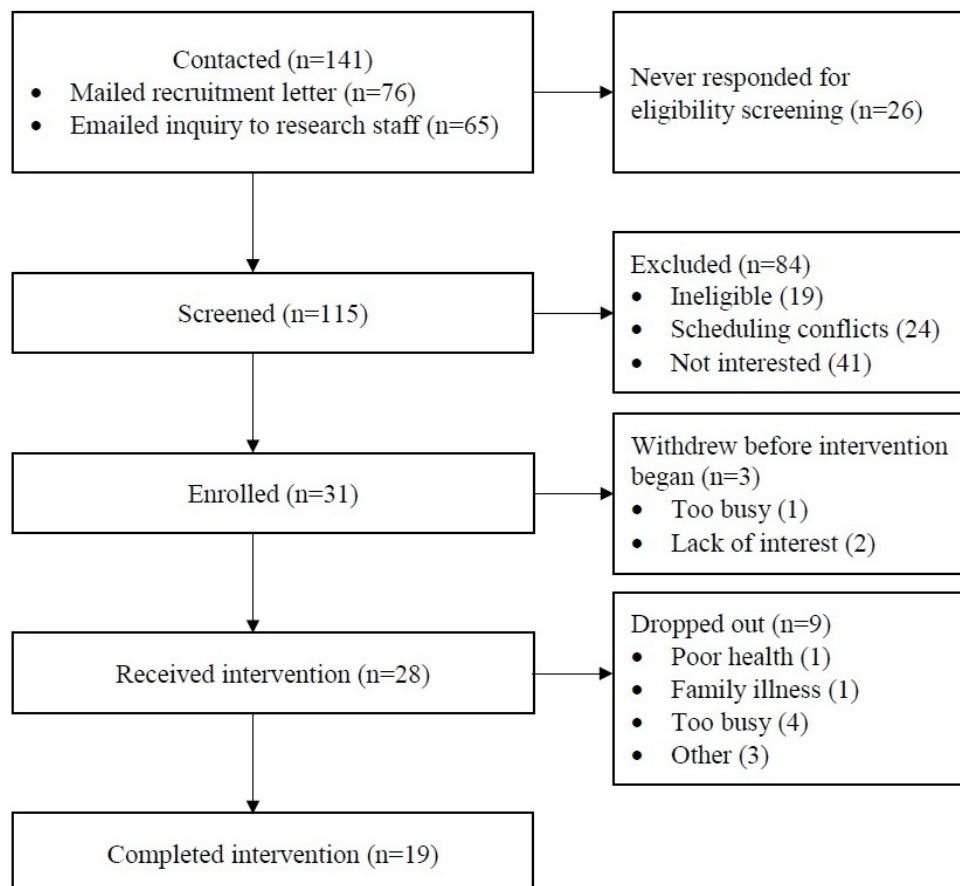 Contacted (n=141)
• Mailed recruitment letter (n=76)
• Emailed inquiry to research staff (n=65)
Never responded for
eligibility screening (n=26)
Screened (n=115)
Excluded (n=84)
• Ineligible (19)
• Scheduling conflicts (24)
• Not interested (41)
Enrolled (n=31)
Withdrew before intervention
began (n=3)
• Too busy (1)
• Lack of interest (2)
Received intervention (n=28)
Dropped out (n=9)
• Poor health (1)
• Family illness (1)
• Too busy (4)
• Other (3)
Completed intervention (n=19)